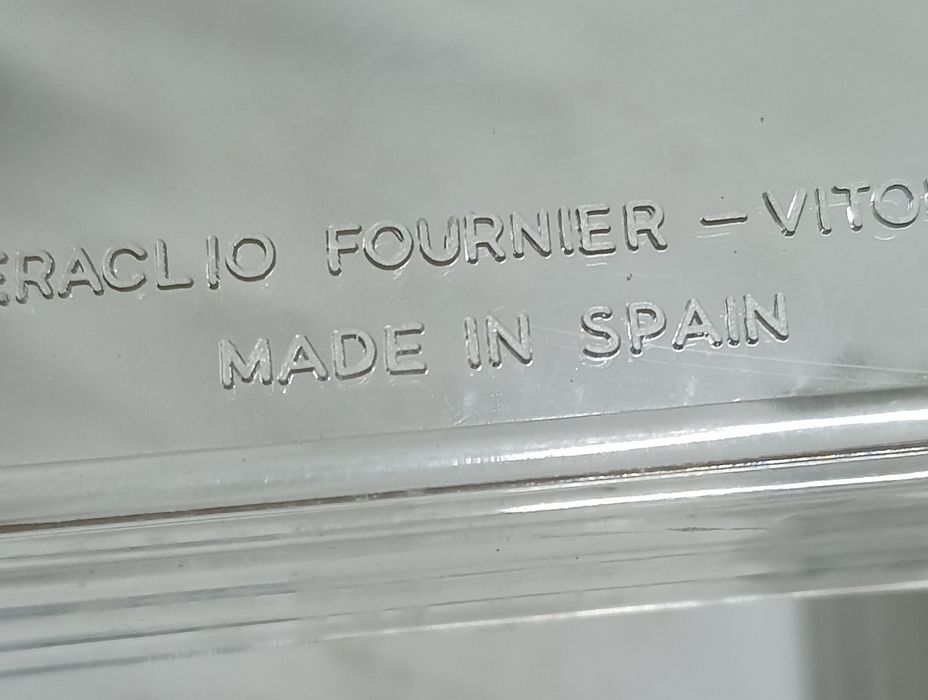 ERACLIO FOURNIER – VITO
MADE IN SPAIN